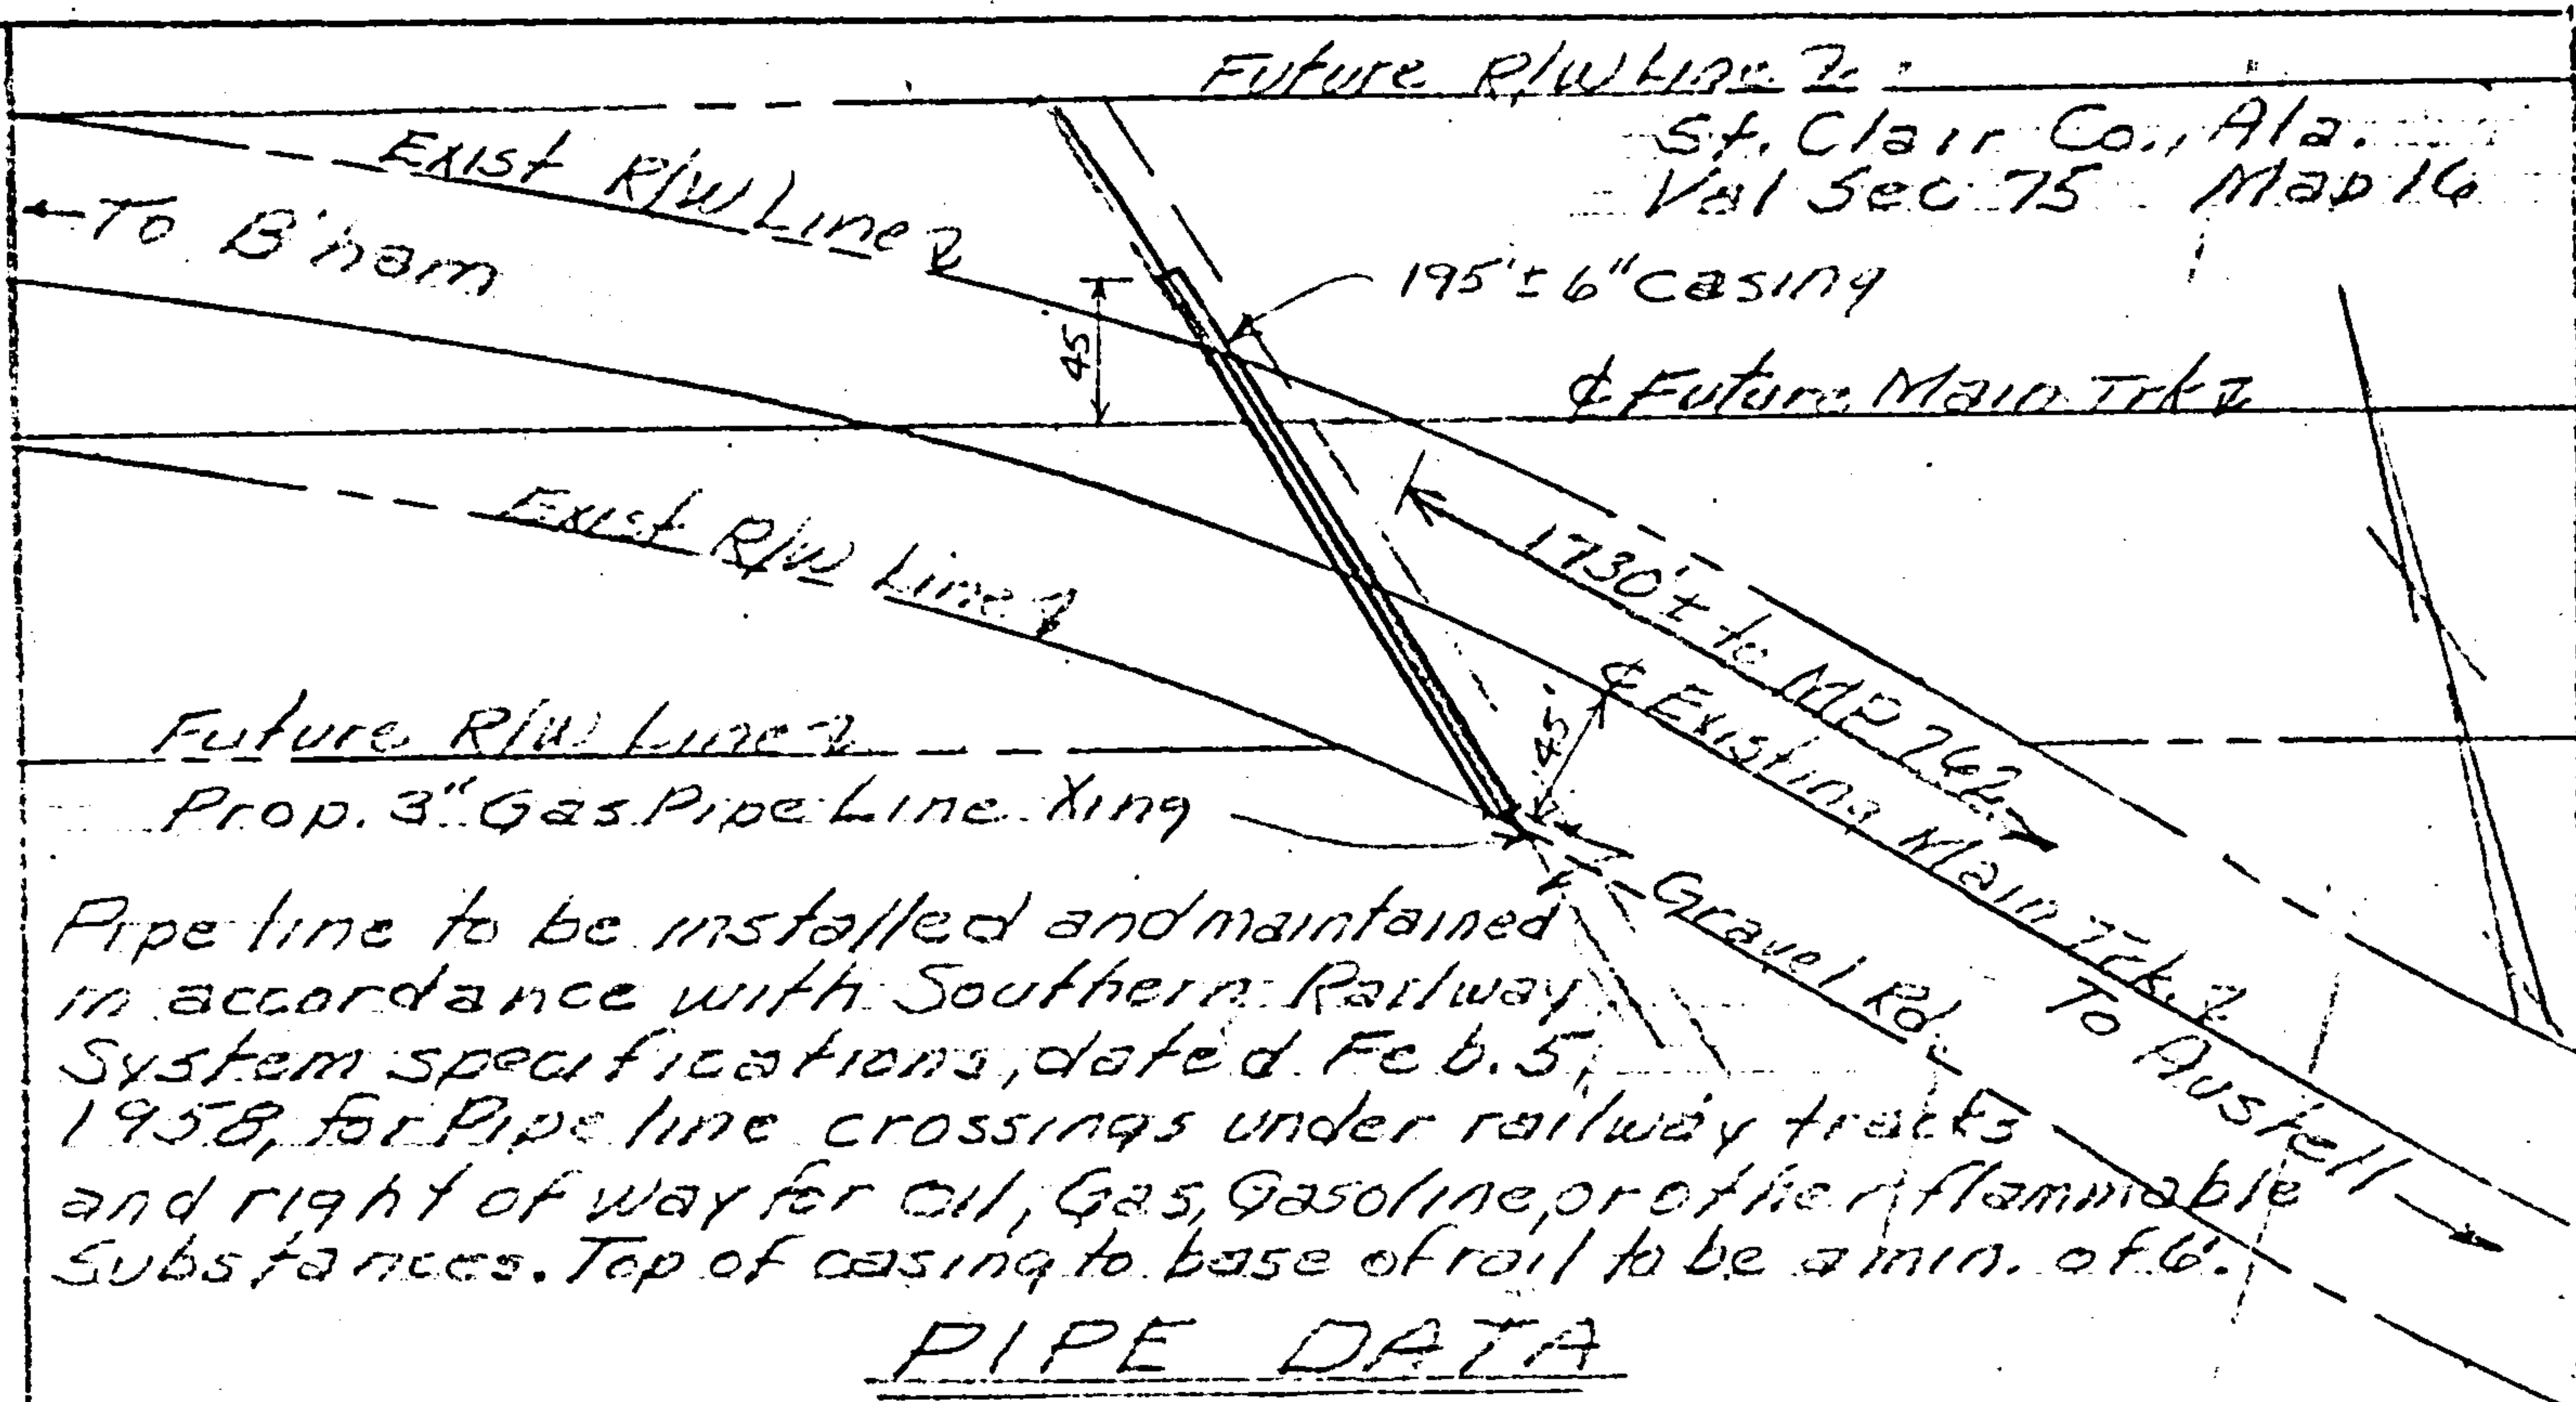 Future R/W Line
St. Clair Co., Ala.
Val Sec 75 Map 16
Exist R/W Line
To B'ham
195'± 6" casing
45'
℄ Future Main Trk
Exist R/W Line
1730'± to MP 762
℄ Existing Main Trk.
45'
Future R/W Line
Prop. 3" Gas Pipe Line Xing
Gravel Rd.
To Austell
Pipe line to be installed and maintained
in accordance with Southern Railway
System specifications, dated Feb. 5,
1958, for Pipe line crossings under railway tracks
and right of way for Oil, Gas, Gasoline, or other flammable
Substances. Top of casing to base of rail to be a min. of 6'.
PIPE DATA